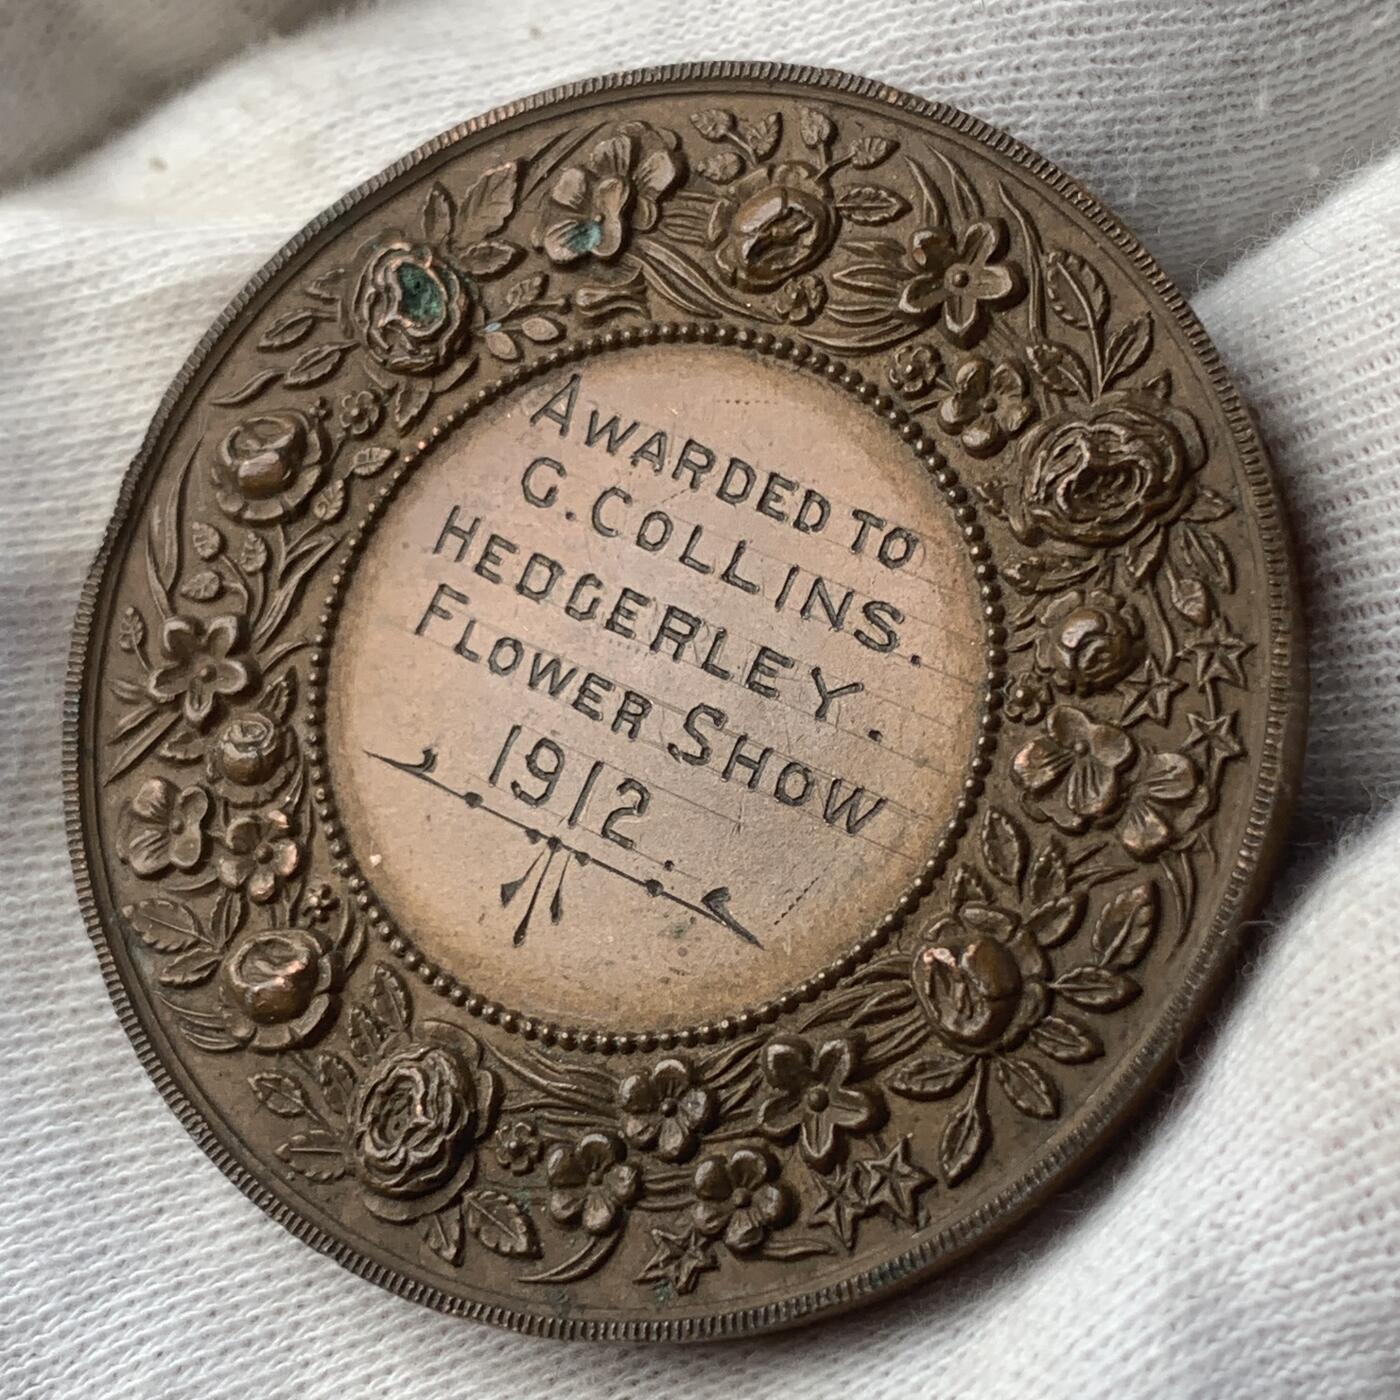 AWARDED TO
G. COLLINS.
HEDGERLEY.
FLOWER SHOW
1912.